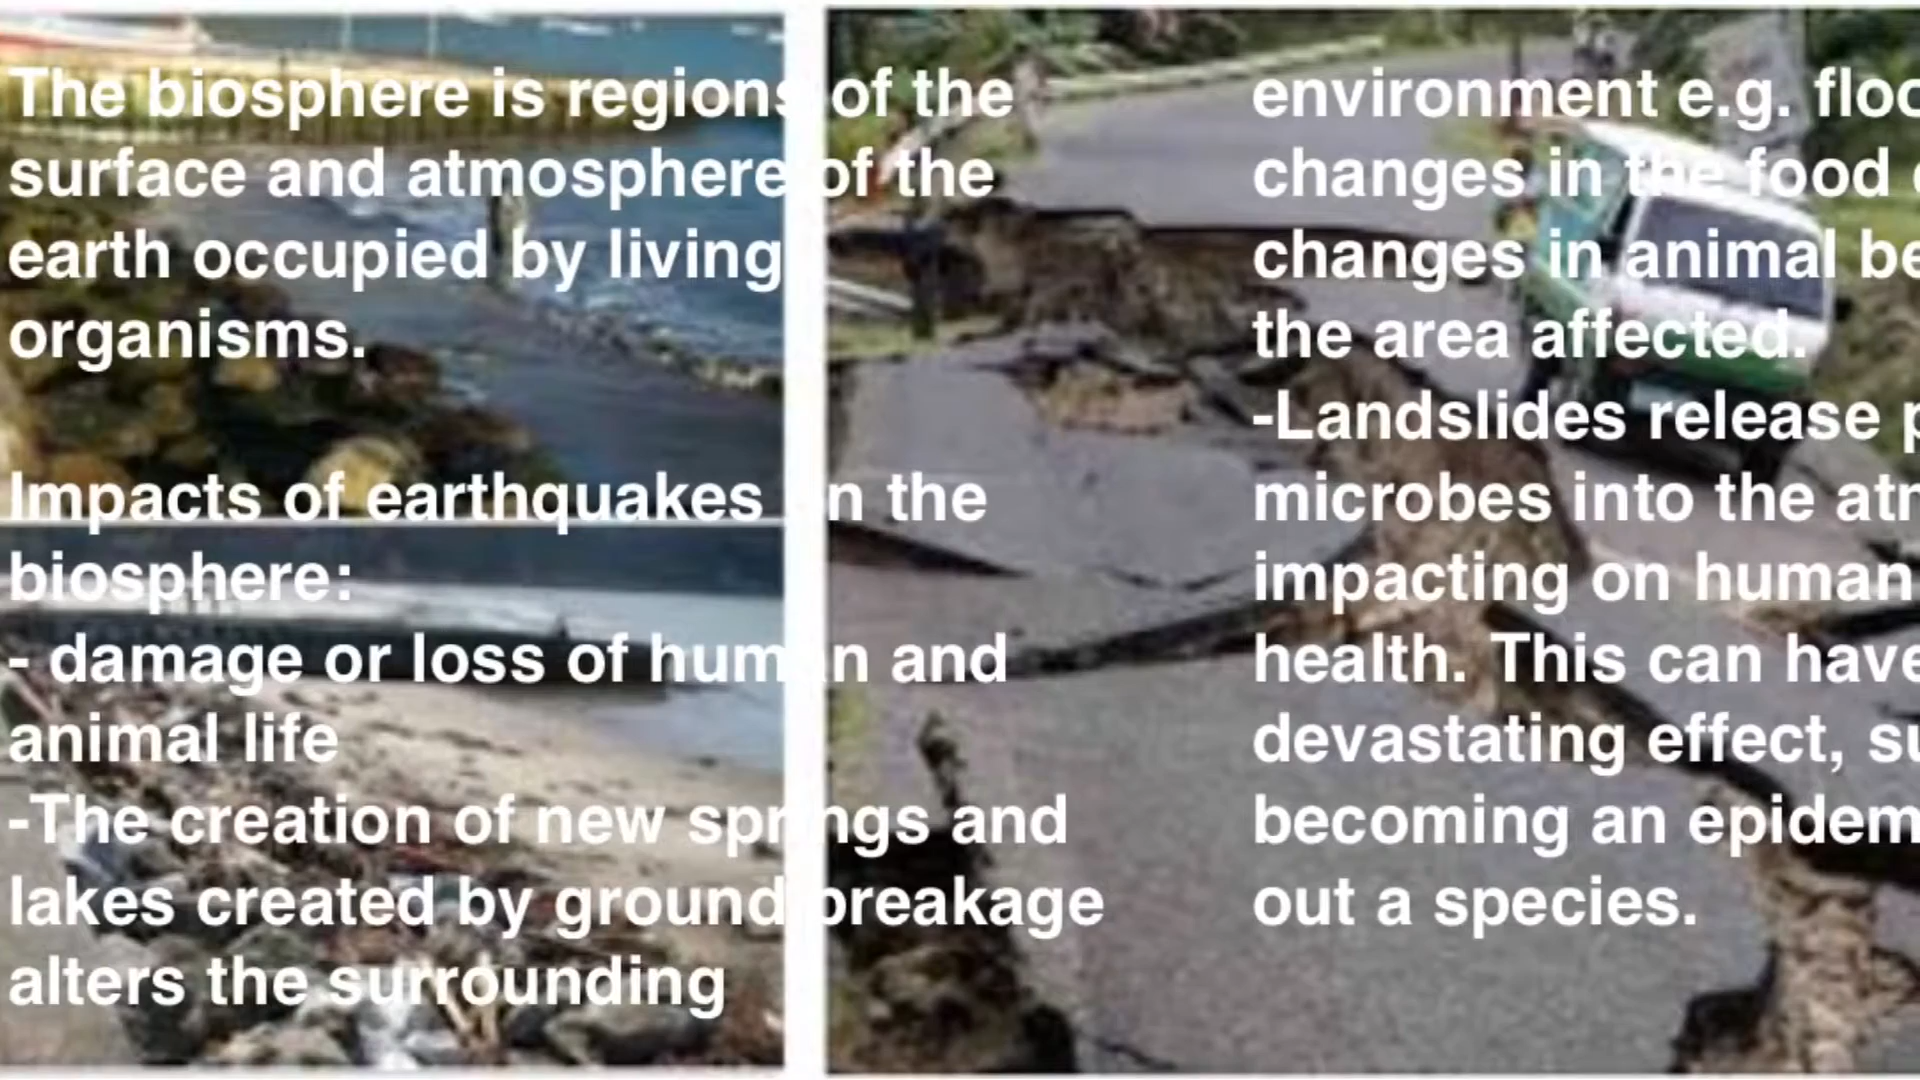 The biosphere is regions of the
surface and atmosphere of the
earth occupied by living
organisms.
Impacts of earthquakes on the
biosphere:
- damage or loss of human and
animal life
-The creation of new springs and
lakes created by ground breakage
alters the surrounding
environment e.g.
changes in the food
changes in animal
the area affected.
-Landslides release
microbes into the
impacting on human
health. This can have
devastating effect,
becoming an
out a species.